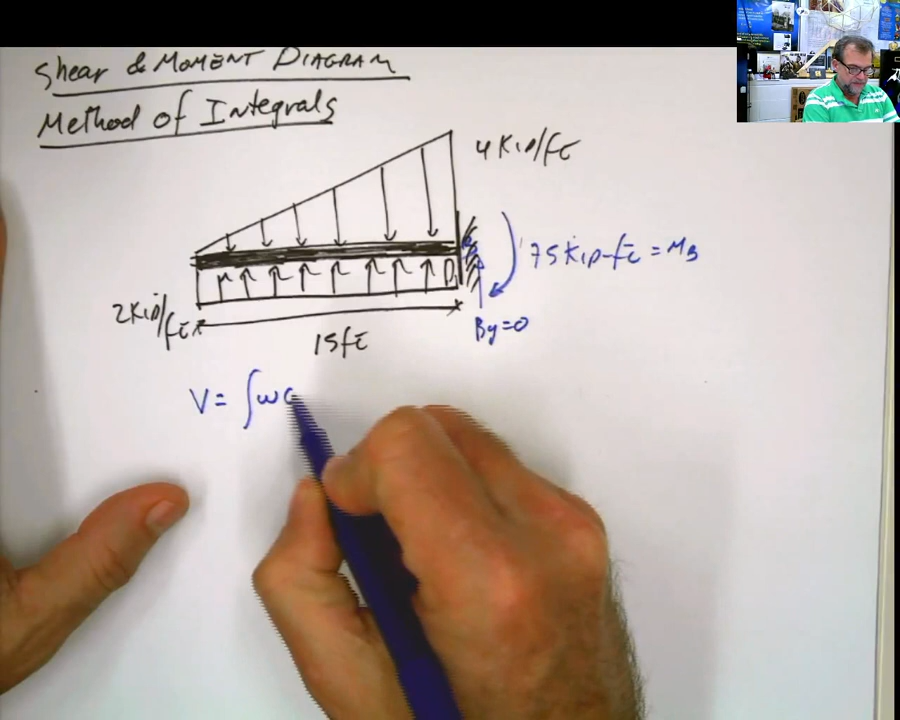 Shear & MOMENT DIAGRAM
Method of Integrals
4 Kip/ft
75 Kip-ft = MB
2 Kip/ft
15 ft
By=0
V= ∫w